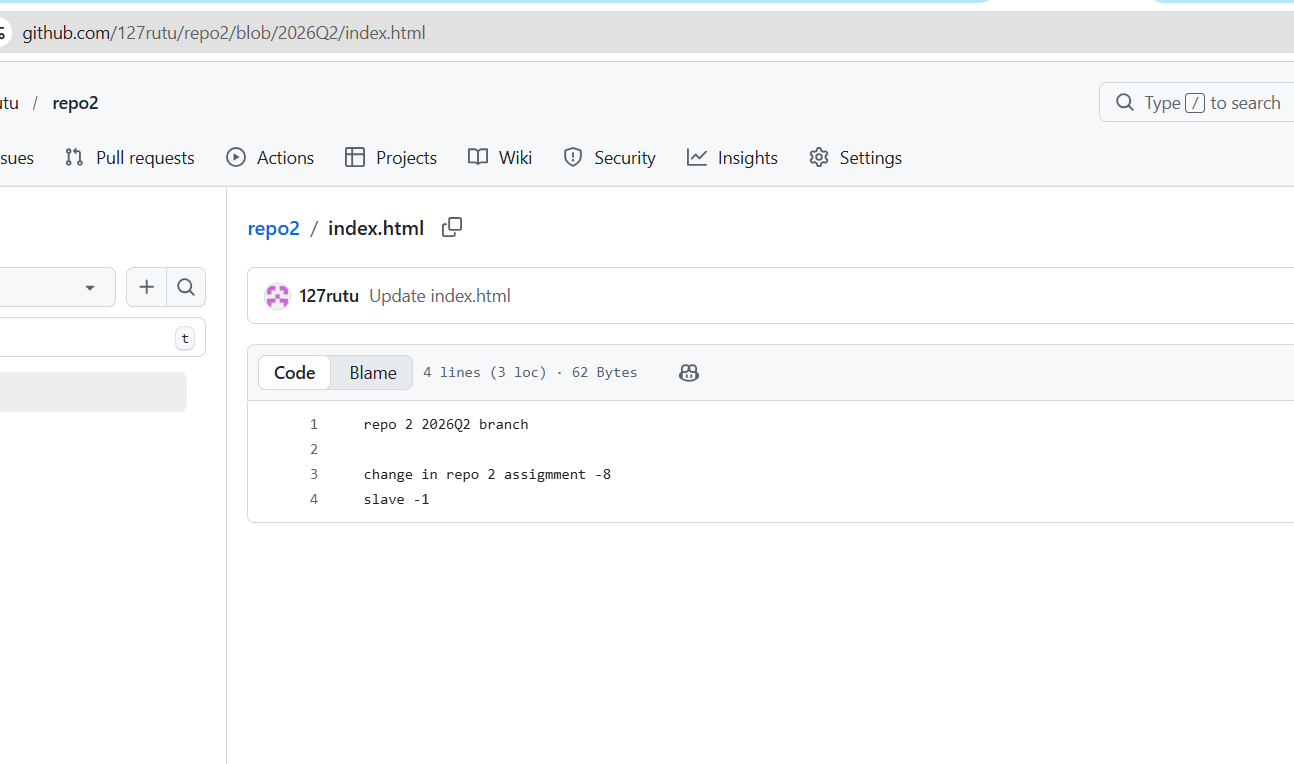 github.com/127rutu/repo2/blob/2026Q2/index.html
utu / repo2
Type / to search
sues Pull requests Actions Projects Wiki Security Insights Settings
repo2 / index.html
t
127rutu Update index.html
Code Blame 4 lines (3 loc) · 62 Bytes
1 repo 2 2026Q2 branch
2
3 change in repo 2 assigmment -8
4 slave -1